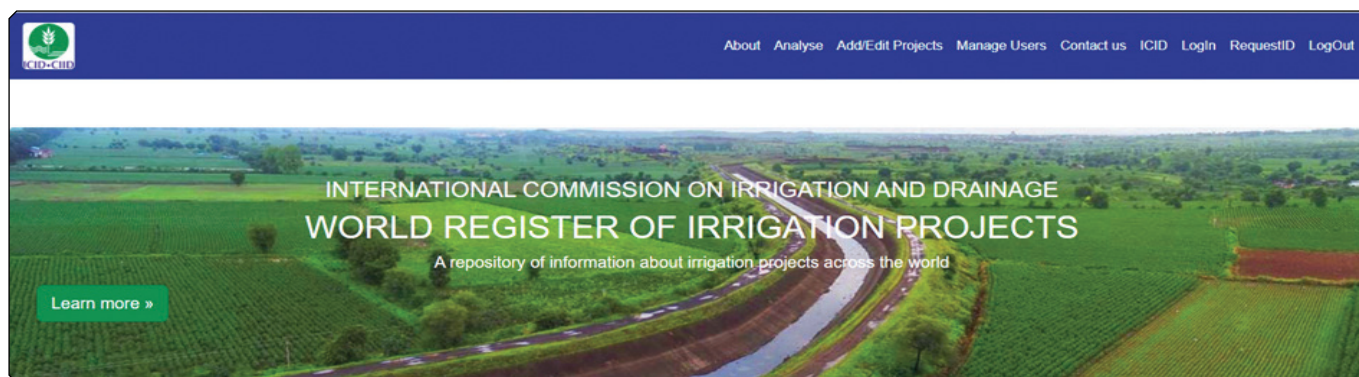 ICID•CIID
About Analyse Add/Edit Projects Manage Users Contact us ICID LogIn RequestID LogOut
INTERNATIONAL COMMISSION ON IRRIGATION AND DRAINAGE
WORLD REGISTER OF IRRIGATION PROJECTS
A repository of information about irrigation projects across the world
Learn more »